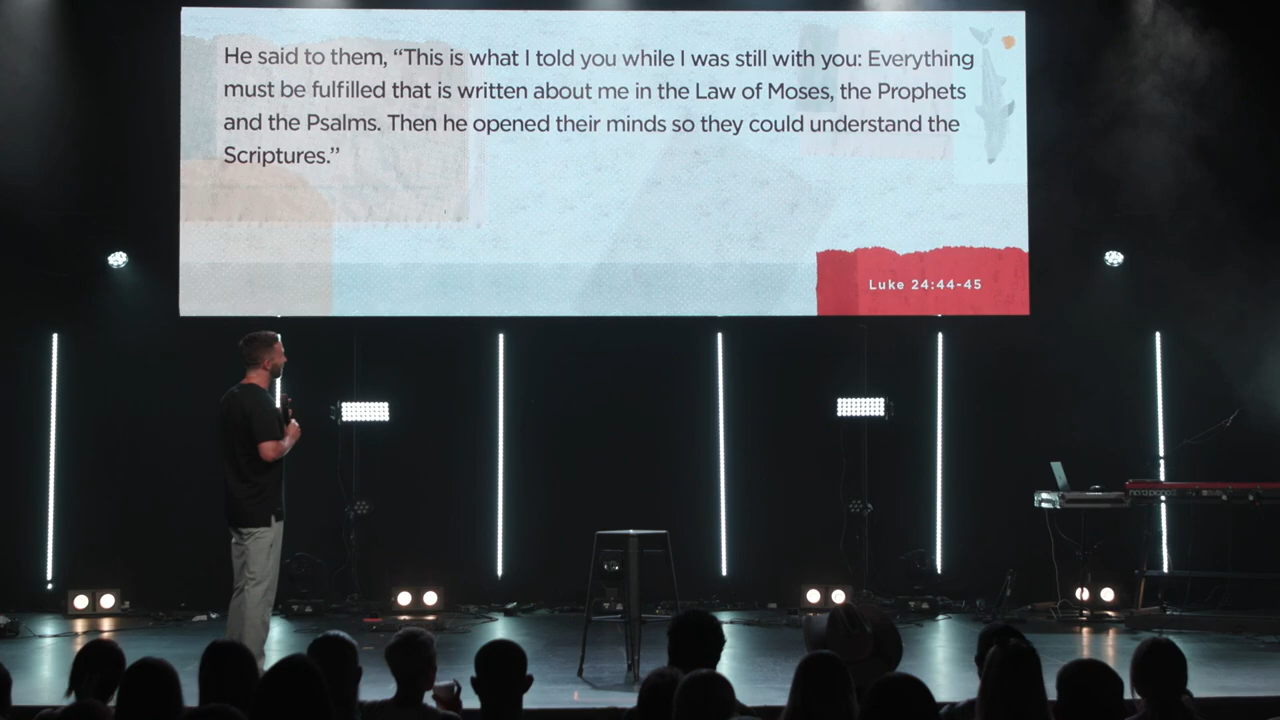 He said to them, “This is what I told you while I was still with you: Everything
must be fulfilled that is written about me in the Law of Moses, the Prophets
and the Psalms. Then he opened their minds so they could understand the
Scriptures.”
Luke 24:44-45
nord piano